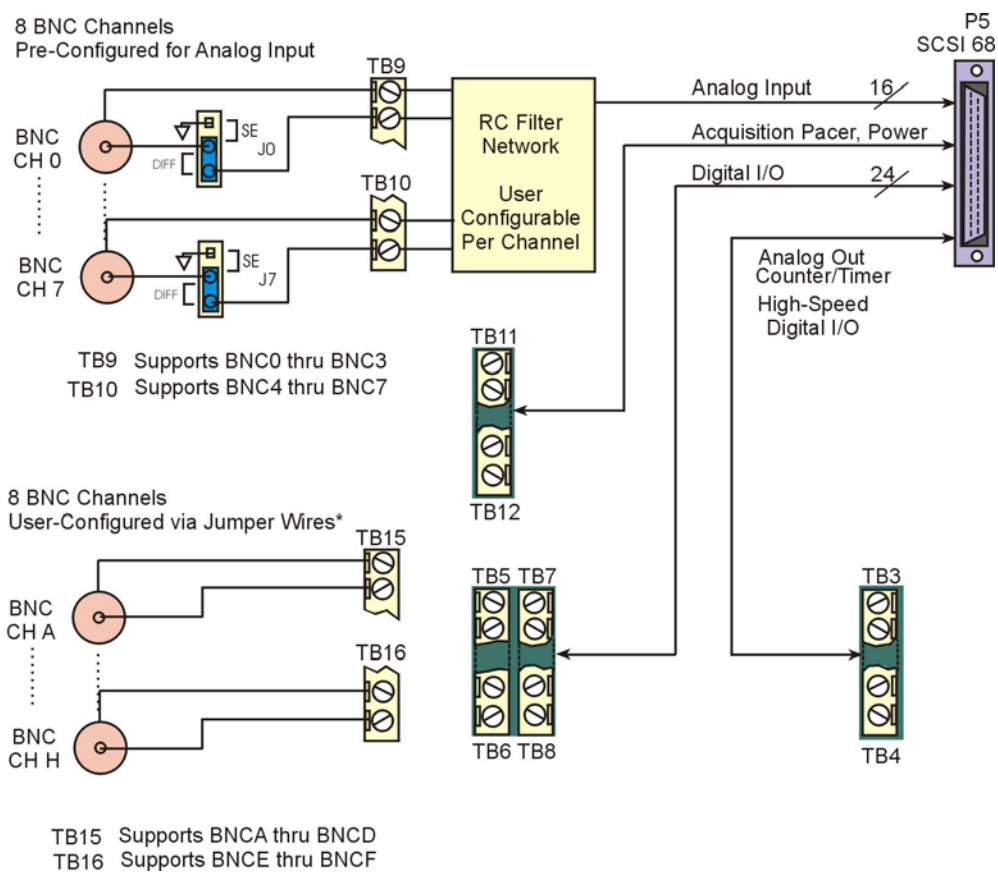 8 BNC Channels
Pre-Configured for Analog Input
P5
SCSI 68
TB9
BNC
CH 0
SE
J0
DIFF
RC Filter
Network
User
Configurable
Per Channel
Analog Input
16
Acquisition Pacer, Power
Digital I/O
24
TB10
BNC
CH 7
SE
J7
DIFF
Analog Out
Counter/Timer
High-Speed
Digital I/O
TB9 Supports BNC0 thru BNC3
TB10 Supports BNC4 thru BNC7
TB11
TB12
8 BNC Channels
User-Configured via Jumper Wires*
TB15
BNC
CH A
TB16
BNC
CH H
TB5 TB7
TB6 TB8
TB3
TB4
TB15 Supports BNCA thru BNCD
TB16 Supports BNCE thru BNCF